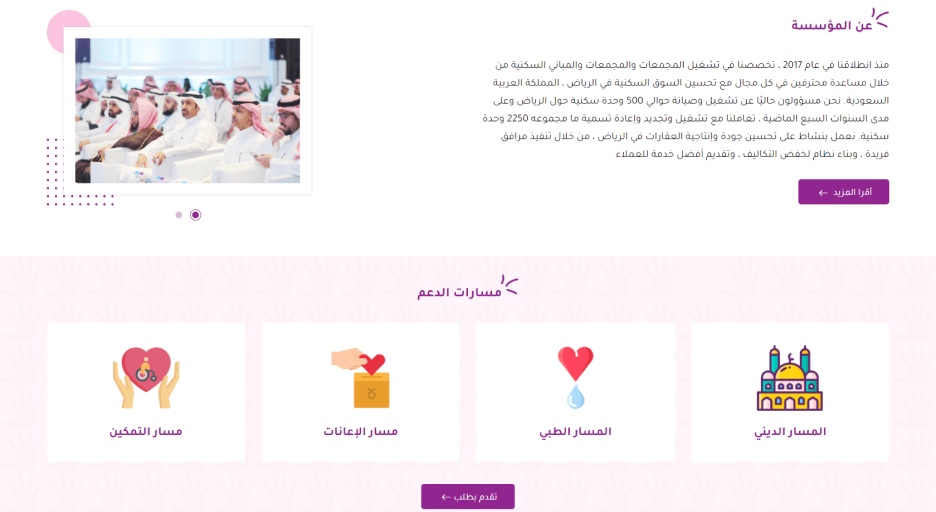 عن المؤسسة
منذ انطلاقنا في عام 2017 ، تخصصنا في تشغيل المجمعات والمجمعات والمباني السكنية من
خلال مساعدة محترفين في كل مجال مع تحسين السوق السكنية في الرياض ، المملكة العربية
السعودية. نحن مسؤولون حاليًا عن تشغيل وصيانة حوالي 500 وحدة سكنية حول الرياض وعلى
مدى السنوات السبع الماضية ، تعاملنا مع تشغيل وتجديد وإعادة تسمية ما مجموعه 2250 وحدة
سكنية. نعمل بنشاط على تحسين جودة وإنتاجية العقارات في الرياض ، من خلال تنفيذ مرافق
فريدة ، وبناء نظام لخفض التكاليف ، وتقديم أفضل خدمة للعملاء
أقرا المزيد
مسارات الدعم
المسار الديني
المسار الطبي
مسار الإعانات
مسار التمكين
تقدم بطلب